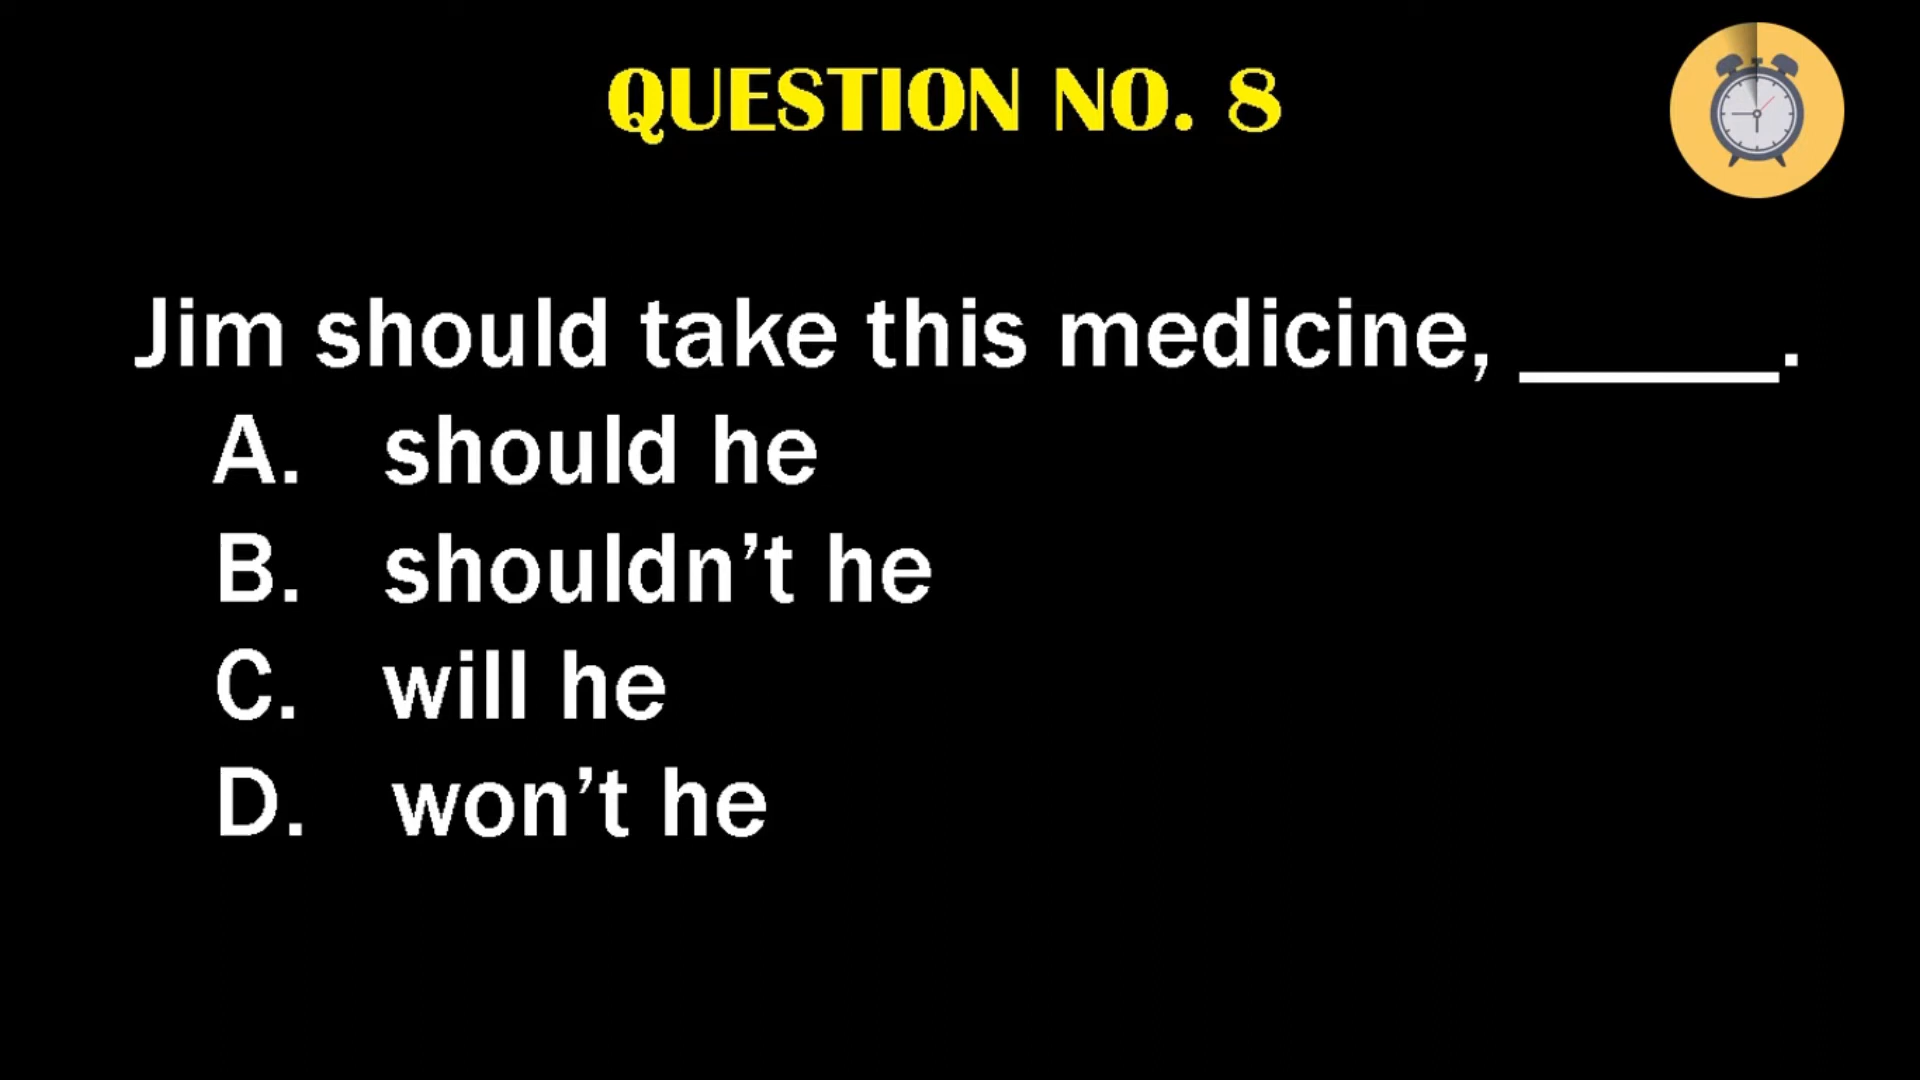 QUESTION NO. 8
Jim should take this medicine, _____.
A. should he
B. shouldn’t he
C. will he
D. won’t he